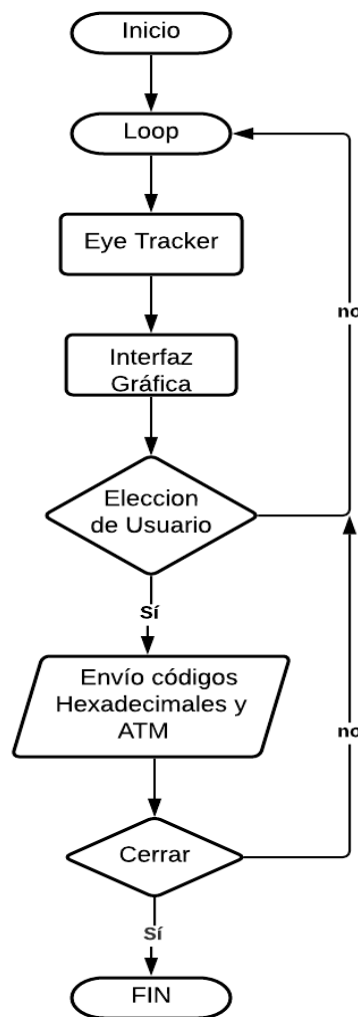 Inicio
Loop
Eye Tracker
no
Interfaz
Gráfica
Eleccion
de Usuario
Sí
Envío códigos
Hexadecimales y
ATM
no
Cerrar
Sí
FIN